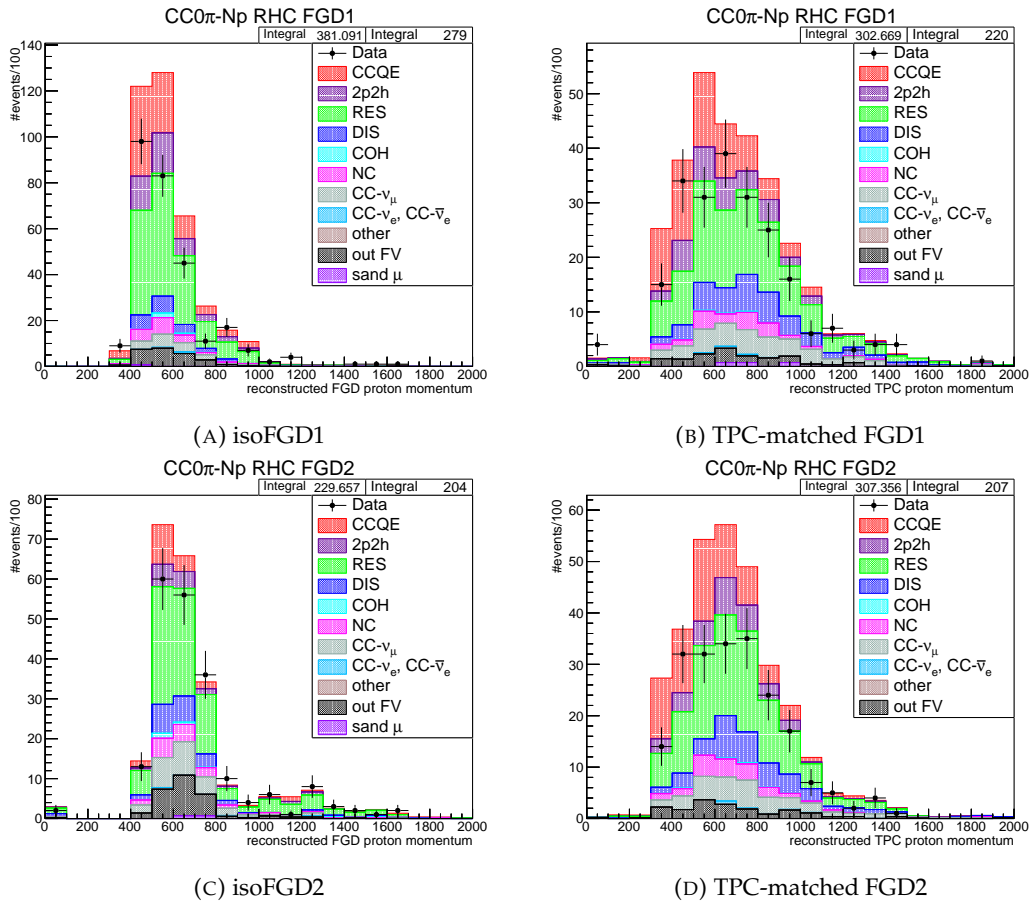 CC0π-Np RHC FGD1
Integral 381.091 Integral 279
#events/100
140
120
100
80
60
40
20
0
Data
CCQE
2p2h
RES
DIS
COH
NC
CC-νμ
CC-νe, CC-ν̅e
other
out FV
sand μ
0 200 400 600 800 1000 1200 1400 1600 1800 2000
reconstructed FGD proton momentum
(A) isoFGD1
CC0π-Np RHC FGD1
Integral 302.669 Integral 220
#events/100
50
40
30
20
10
0
Data
CCQE
2p2h
RES
DIS
COH
NC
CC-νμ
CC-νe, CC-ν̅e
other
out FV
sand μ
0 200 400 600 800 1000 1200 1400 1600 1800 2000
reconstructed TPC proton momentum
(B) TPC-matched FGD1
CC0π-Np RHC FGD2
Integral 229.657 Integral 204
#events/100
80
70
60
50
40
30
20
10
0
Data
CCQE
2p2h
RES
DIS
COH
NC
CC-νμ
CC-νe, CC-ν̅e
other
out FV
sand μ
0 200 400 600 800 1000 1200 1400 1600 1800 2000
reconstructed FGD proton momentum
(C) isoFGD2
CC0π-Np RHC FGD2
Integral 307.356 Integral 207
#events/100
60
50
40
30
20
10
0
Data
CCQE
2p2h
RES
DIS
COH
NC
CC-νμ
CC-νe, CC-ν̅e
other
out FV
0 200 400 600 800 1000 1200 1400 1600 1800 2000
reconstructed TPC proton momentum
(D) TPC-matched FGD2